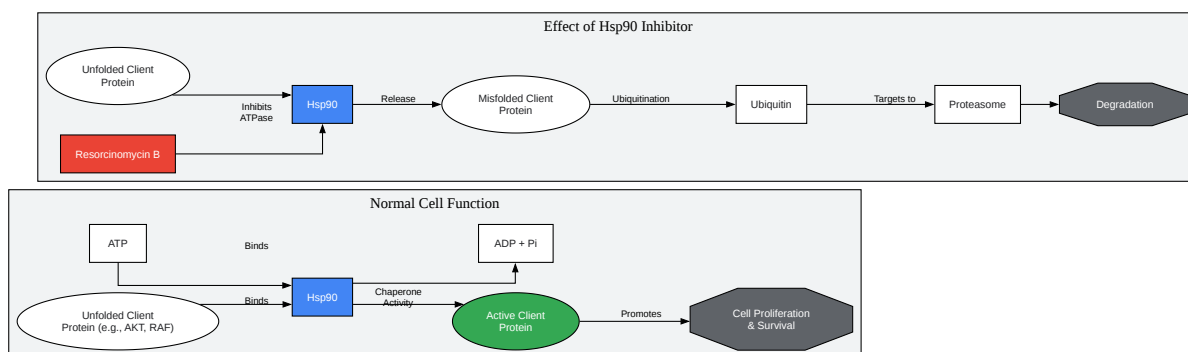 Effect of Hsp90 Inhibitor
Unfolded Client
Protein
Inhibits
ATPase
Hsp90
Release
Misfolded Client
Protein
Ubiquitination
Ubiquitin
Targets to
Proteasome
Degradation
Resorcinomycin B
Normal Cell Function
ATP
Binds
ADP + Pi
Hsp90
Chaperone
Activity
Unfolded Client
Protein (e.g., AKT, RAF)
Binds
Active Client
Protein
Promotes
Cell Proliferation
& Survival